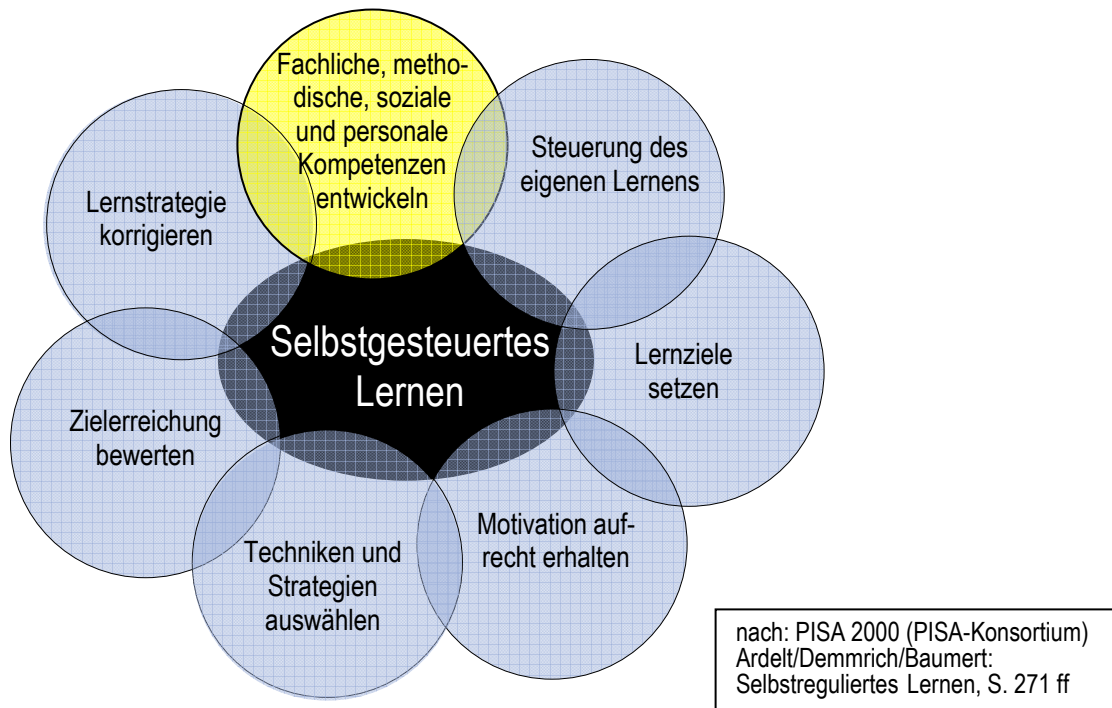 Fachliche, metho-
dische, soziale
und personale
Kompetenzen
entwickeln
Steuerung des
eigenen Lernens
Lernziele
setzen
Motivation auf-
recht erhalten
Techniken und
Strategien
auswählen
Zielerreichung
bewerten
Lernstrategie
korrigieren
Selbstgesteuertes
Lernen
nach: PISA 2000 (PISA-Konsortium)
Ardelt/Demmrich/Baumert:
Selbstreguliertes Lernen, S. 271 ff